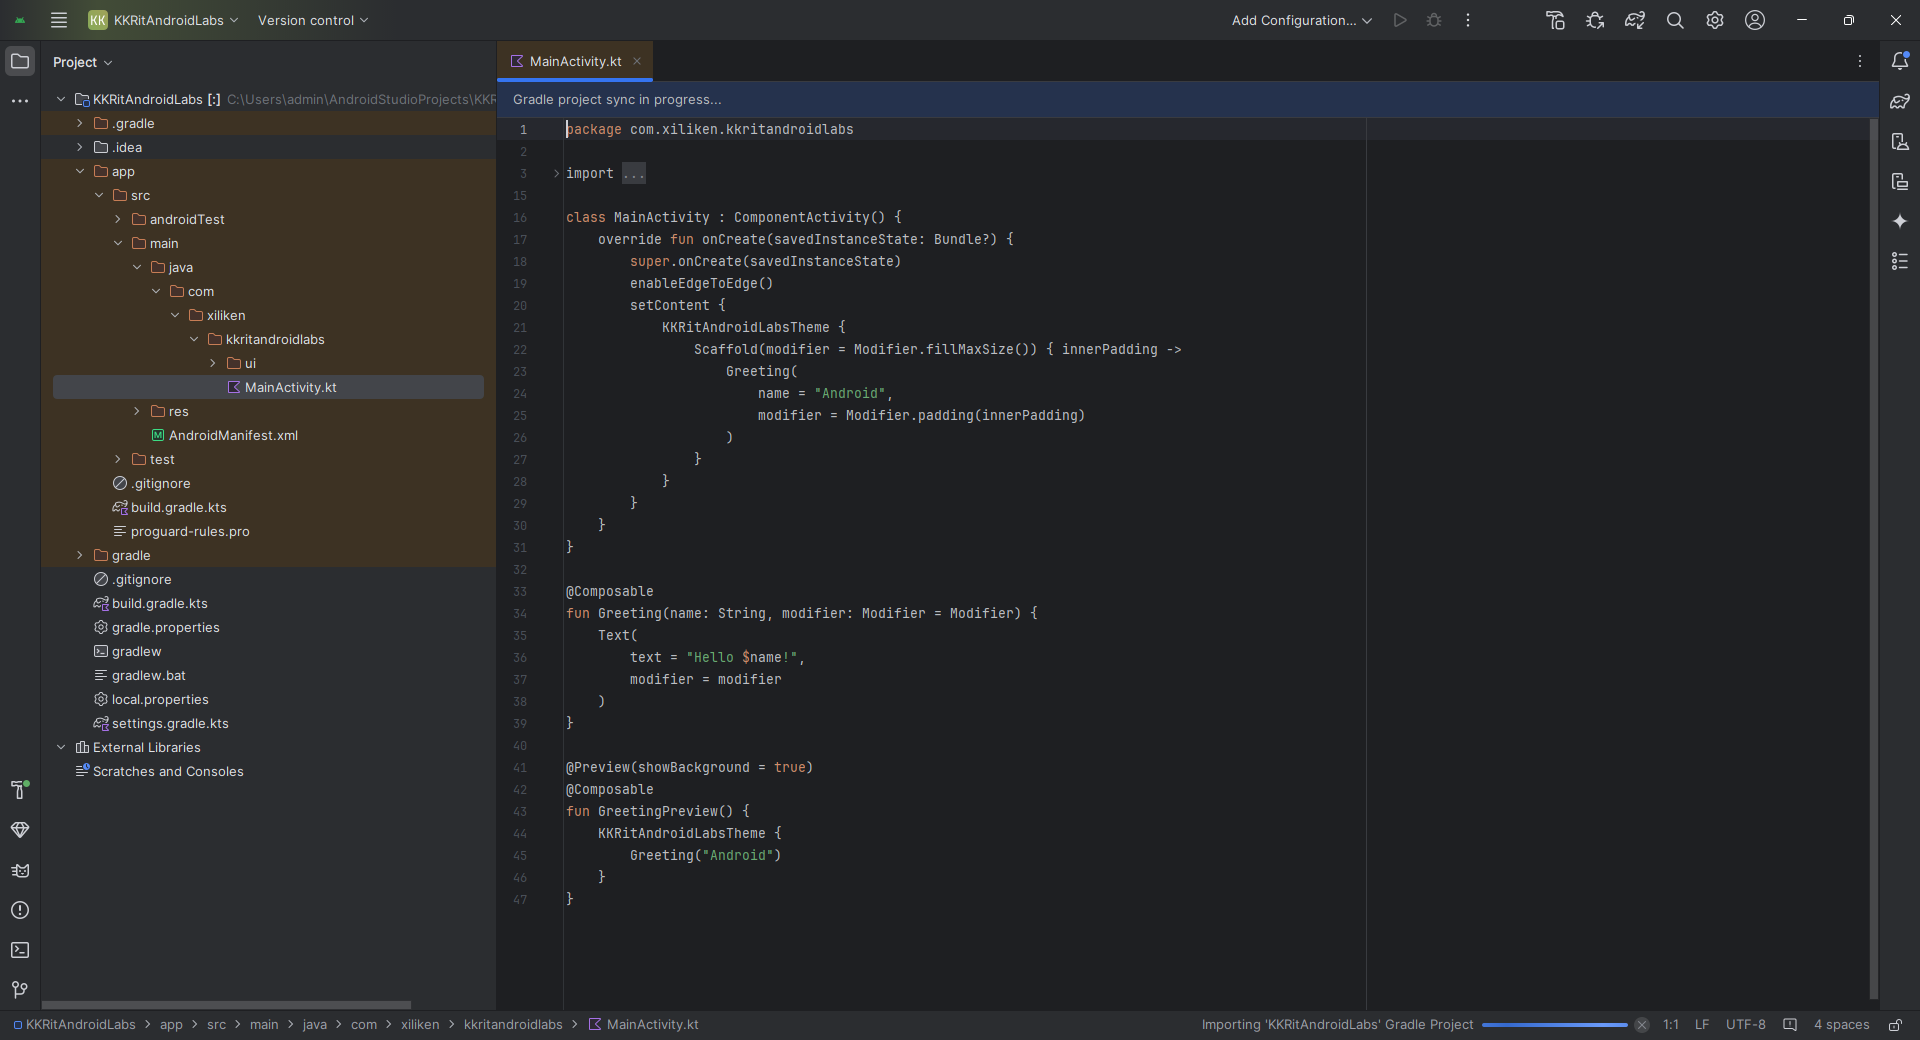 KK KKRitAndroidLabs Version control Add Configuration...
Project
MainActivity.kt
KKRitAndroidLabs [:] C:\Users\admin\AndroidStudioProjects\KKR
.gradle
.idea
app
src
androidTest
main
java
com
xiliken
kkritandroidlabs
ui
MainActivity.kt
res
AndroidManifest.xml
test
.gitignore
build.gradle.kts
proguard-rules.pro
gradle
.gitignore
build.gradle.kts
gradle.properties
gradlew
gradlew.bat
local.properties
settings.gradle.kts
External Libraries
Scratches and Consoles
Gradle project sync in progress...
1 package com.xiliken.kkritandroidlabs
2
3 import ...
15
16 class MainActivity : ComponentActivity() {
17     override fun onCreate(savedInstanceState: Bundle?) {
18         super.onCreate(savedInstanceState)
19         enableEdgeToEdge()
20         setContent {
21             KKRitAndroidLabsTheme {
22                 Scaffold(modifier = Modifier.fillMaxSize()) { innerPadding ->
23                     Greeting(
24                         name = "Android",
25                         modifier = Modifier.padding(innerPadding)
26                     )
27                 }
28             }
29         }
30     }
31 }
32
33 @Composable
34 fun Greeting(name: String, modifier: Modifier = Modifier) {
35     Text(
36         text = "Hello $name!",
37         modifier = modifier
38     )
39 }
40
41 @Preview(showBackground = true)
42 @Composable
43 fun GreetingPreview() {
44     KKRitAndroidLabsTheme {
45         Greeting("Android")
46     }
47 }
KKRitAndroidLabs > app > src > main > java > com > xiliken > kkritandroidlabs > MainActivity.kt Importing 'KKRitAndroidLabs' Gradle Project 1:1 LF UTF-8 4 spaces